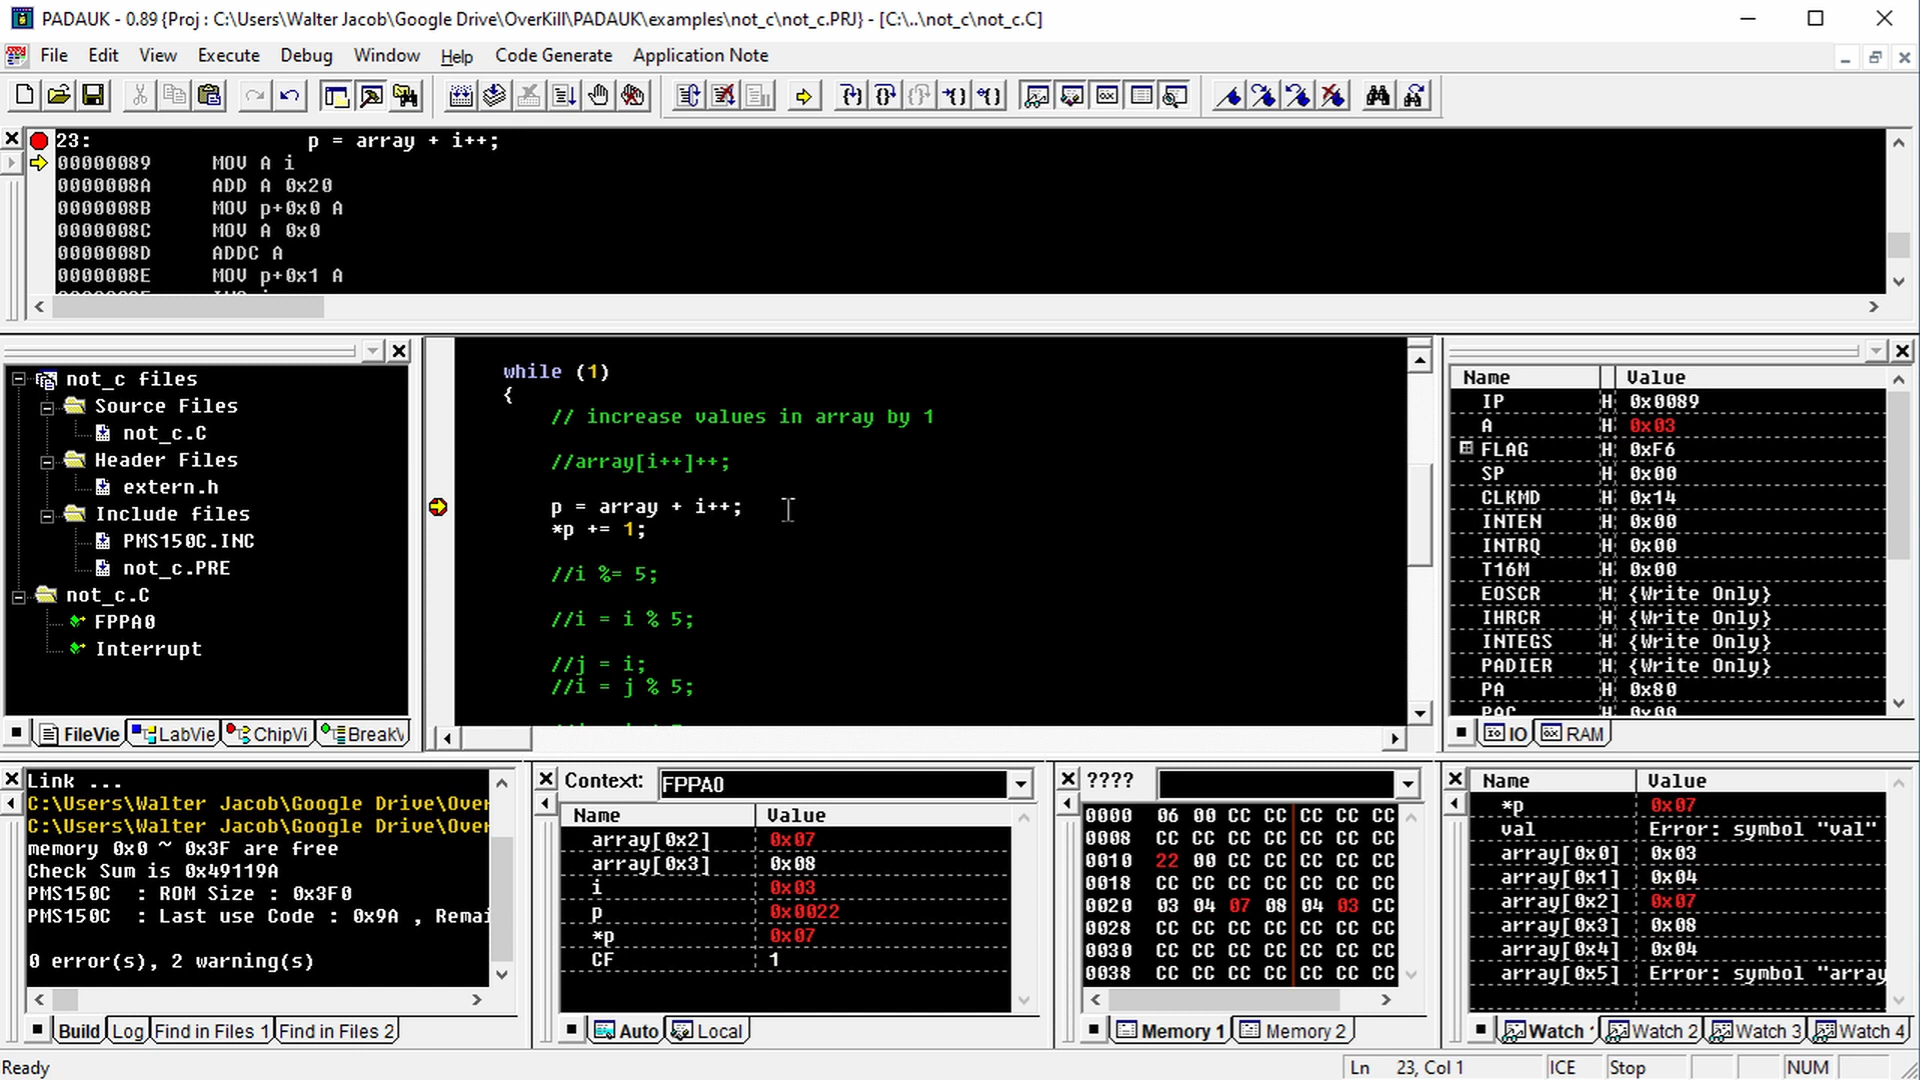 PADAUK - 0.89 {Proj : C:\Users\Walter Jacob\Google Drive\OverKill\PADAUK\examples\not_c\not_c.PRJ} - [C:\..\not_c\not_c.C]
File Edit View Execute Debug Window Help Code Generate Application Note
23: p = array + i++;
00000089 MOV A i
0000008A ADD A 0x20
0000008B MOV p+0x0 A
0000008C MOV A 0x0
0000008D ADDC A
0000008E MOV p+0x1 A
not_c files
Source Files
not_c.C
Header Files
extern.h
Include files
PMS150C.INC
not_c.PRE
not_c.C
FPPA0
Interrupt
FileVie LabVie ChipVi BreakV
while (1)
{
// increase values in array by 1
//array[i++]++;
p = array + i++;
*p += 1;
//i %= 5;
//i = i % 5;
//j = i;
//i = j % 5;
Name Value
IP H 0x0089
A H 0x03
FLAG H 0xF6
SP H 0x00
CLKMD H 0x14
INTEN H 0x00
INTRQ H 0x00
T16M H 0x00
EOSCR H {Write Only}
IHRCR H {Write Only}
INTEGS H {Write Only}
PADIER H {Write Only}
PA H 0x80
PAC H 0x00
IO RAM
Link ...
C:\Users\Walter Jacob\Google Drive\Over
C:\Users\Walter Jacob\Google Drive\Over
memory 0x0 ~ 0x3F are free
Check Sum is 0x49119A
PMS150C : ROM Size : 0x3F0
PMS150C : Last use Code : 0x9A , Remai
0 error(s), 2 warning(s)
Build Log Find in Files 1 Find in Files 2
Context: FPPA0
Name Value
array[0x2] 0x07
array[0x3] 0x08
i 0x03
p 0x0022
*p 0x07
CF 1
Auto Local
????
0000 06 00 CC CC CC CC CC
0008 CC CC CC CC CC CC CC
0010 22 00 CC CC CC CC CC
0018 CC CC CC CC CC CC CC
0020 03 04 07 08 04 03 CC
0028 CC CC CC CC CC CC CC
0030 CC CC CC CC CC CC CC
0038 CC CC CC CC CC CC CC
Memory 1 Memory 2
Name Value
*p 0x07
val Error: symbol "val"
array[0x0] 0x03
array[0x1] 0x04
array[0x2] 0x07
array[0x3] 0x08
array[0x4] 0x04
array[0x5] Error: symbol "array
Watch Watch 2 Watch 3 Watch 4
Ready Ln 23, Col 1 ICE Stop NUM